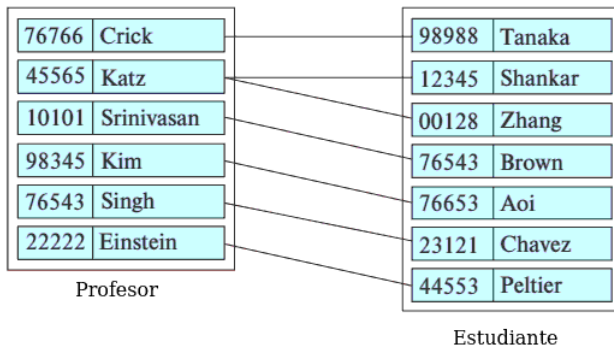 76766 Crick
45565 Katz
10101 Srinivasan
98345 Kim
76543 Singh
22222 Einstein
Profesor
98988 Tanaka
12345 Shankar
00128 Zhang
76543 Brown
76653 Aoi
23121 Chavez
44553 Peltier
Estudiante